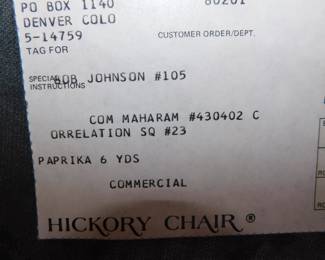 PO BOX 1140 80201
DENVER COLO
5-14759 CUSTOMER ORDER/DEPT.
TAG FOR
SPECIAL INSTRUCTIONS BOB JOHNSON #105
COM MAHARAM #430402 C
ORRELATION SQ #23
PAPRIKA 6 YDS
COMMERCIAL
HICKORY CHAIR ®